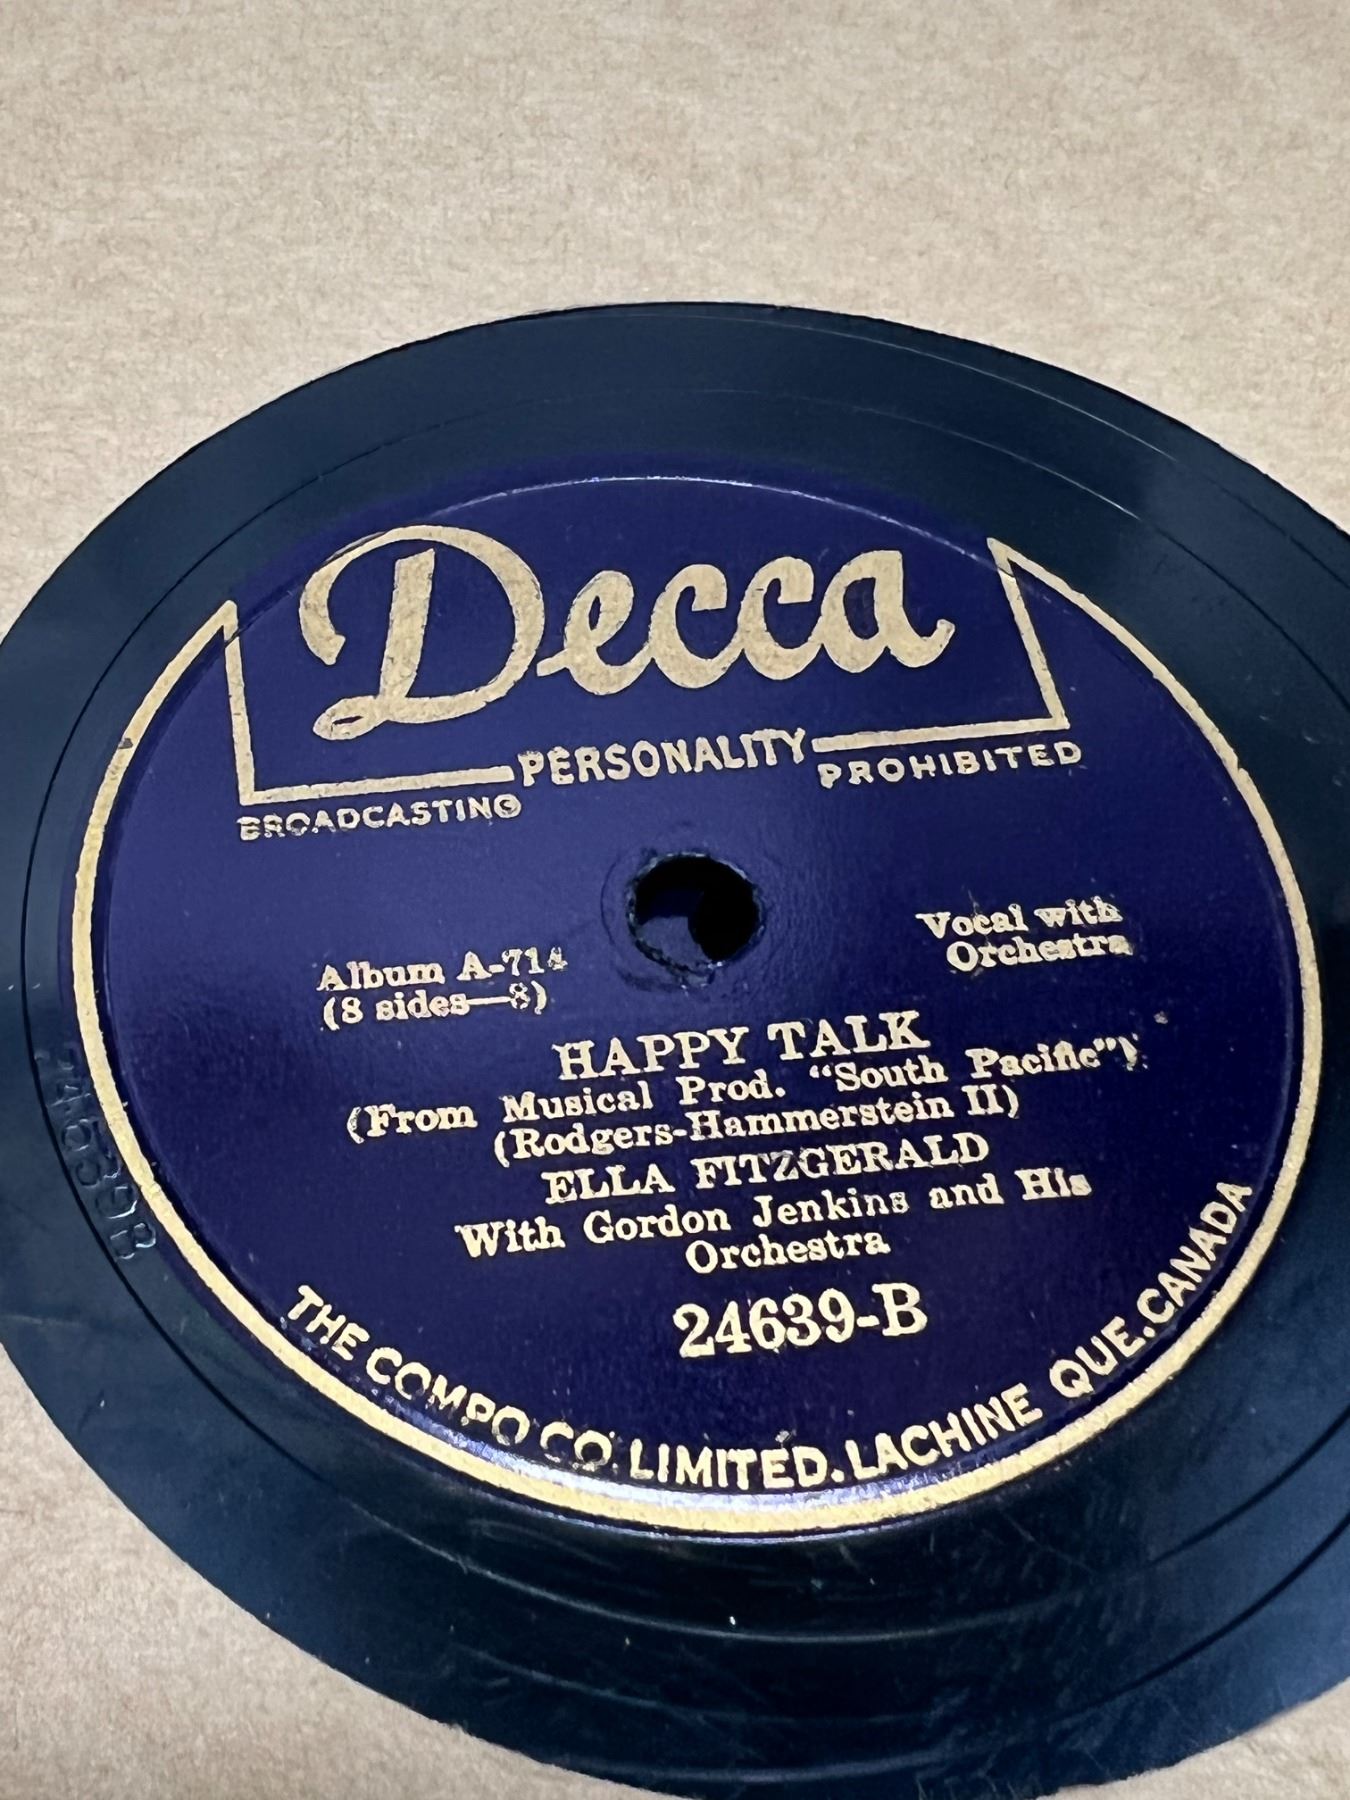 Decca
PERSONALITY
BROADCASTING PROHIBITED
Vocal with
Orchestra
Album A-714
(8 sides—8)
HAPPY TALK
(From Musical Prod. “South Pacific”)
(Rodgers-Hammerstein II)
ELLA FITZGERALD
With Gordon Jenkins and His
Orchestra
24639-B
THE COMPO CO. LIMITED. LACHINE QUE. CANADA
24639B